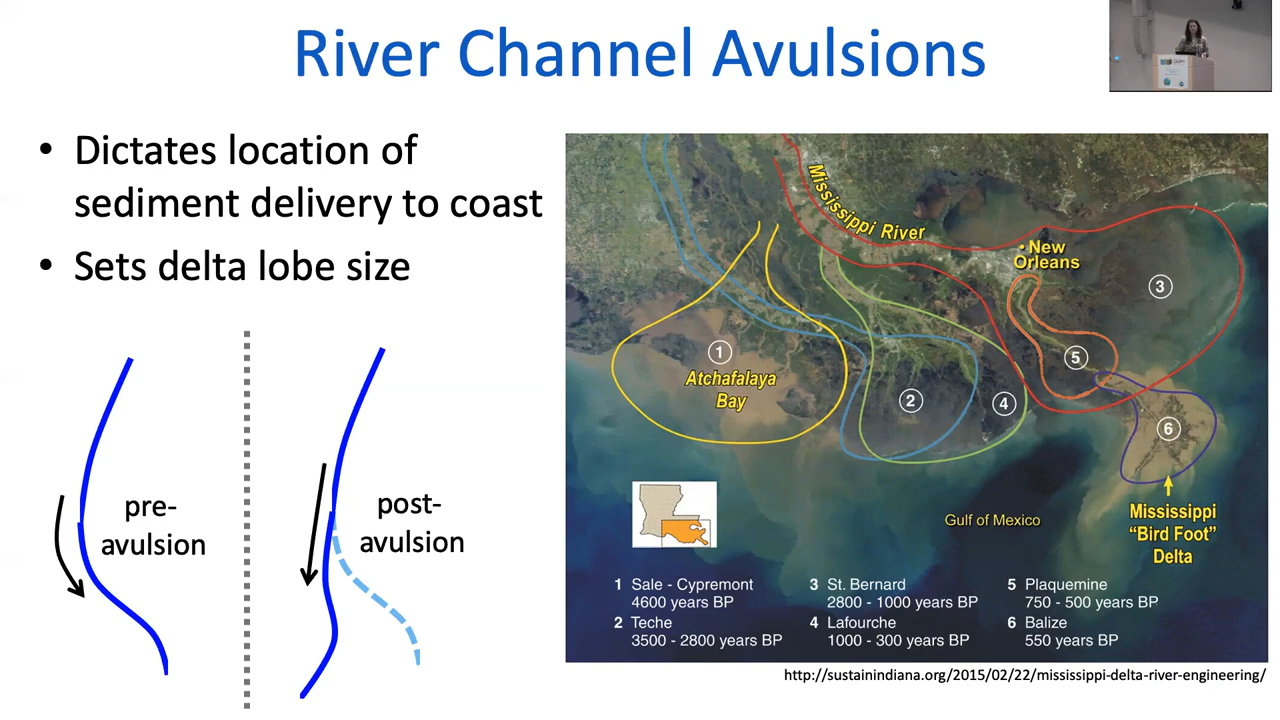 River Channel Avulsions
• Dictates location of
sediment delivery to coast
• Sets delta lobe size
pre-
avulsion
post-
avulsion
Mississippi River
• New
Orleans
3
1
Atchafalaya
Bay
5
2
4
6
Mississippi
“Bird Foot”
Delta
Gulf of Mexico
1 Sale - Cypremont
4600 years BP
2 Teche
3500 - 2800 years BP
3 St. Bernard
2800 - 1000 years BP
4 Lafourche
1000 - 300 years BP
5 Plaquemine
750 - 500 years BP
6 Balize
550 years BP
http://sustainindiana.org/2015/02/22/mississippi-delta-river-engineering/